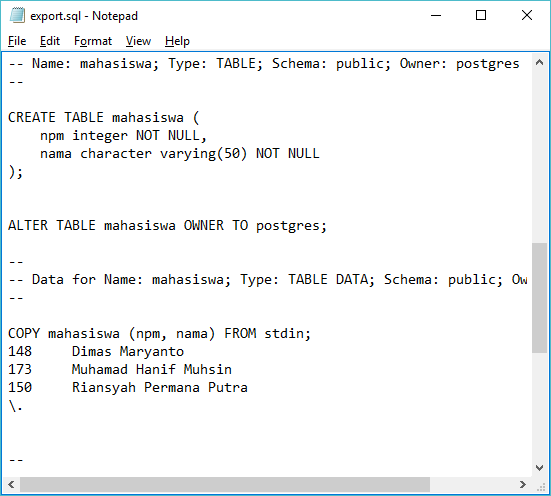 export.sql - Notepad
File Edit Format View Help
-- Name: mahasiswa; Type: TABLE; Schema: public; Owner: postgres
--
CREATE TABLE mahasiswa (
    npm integer NOT NULL,
    nama character varying(50) NOT NULL
);
ALTER TABLE mahasiswa OWNER TO postgres;
--
-- Data for Name: mahasiswa; Type: TABLE DATA; Schema: public; Ow
--
COPY mahasiswa (npm, nama) FROM stdin;
148     Dimas Maryanto
173     Muhamad Hanif Muhsin
150     Riansyah Permana Putra
\.
--